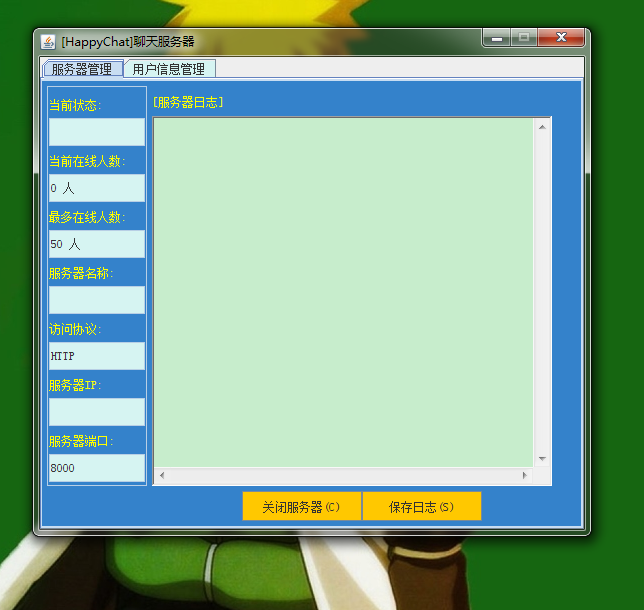 [HappyChat]聊天服务器
服务器管理 用户信息管理
当前状态:
[服务器日志]
当前在线人数:
0 人
最多在线人数:
50 人
服务器名称:
访问协议:
HTTP
服务器IP:
服务器端口:
8000
关闭服务器(C) 保存日志(S)